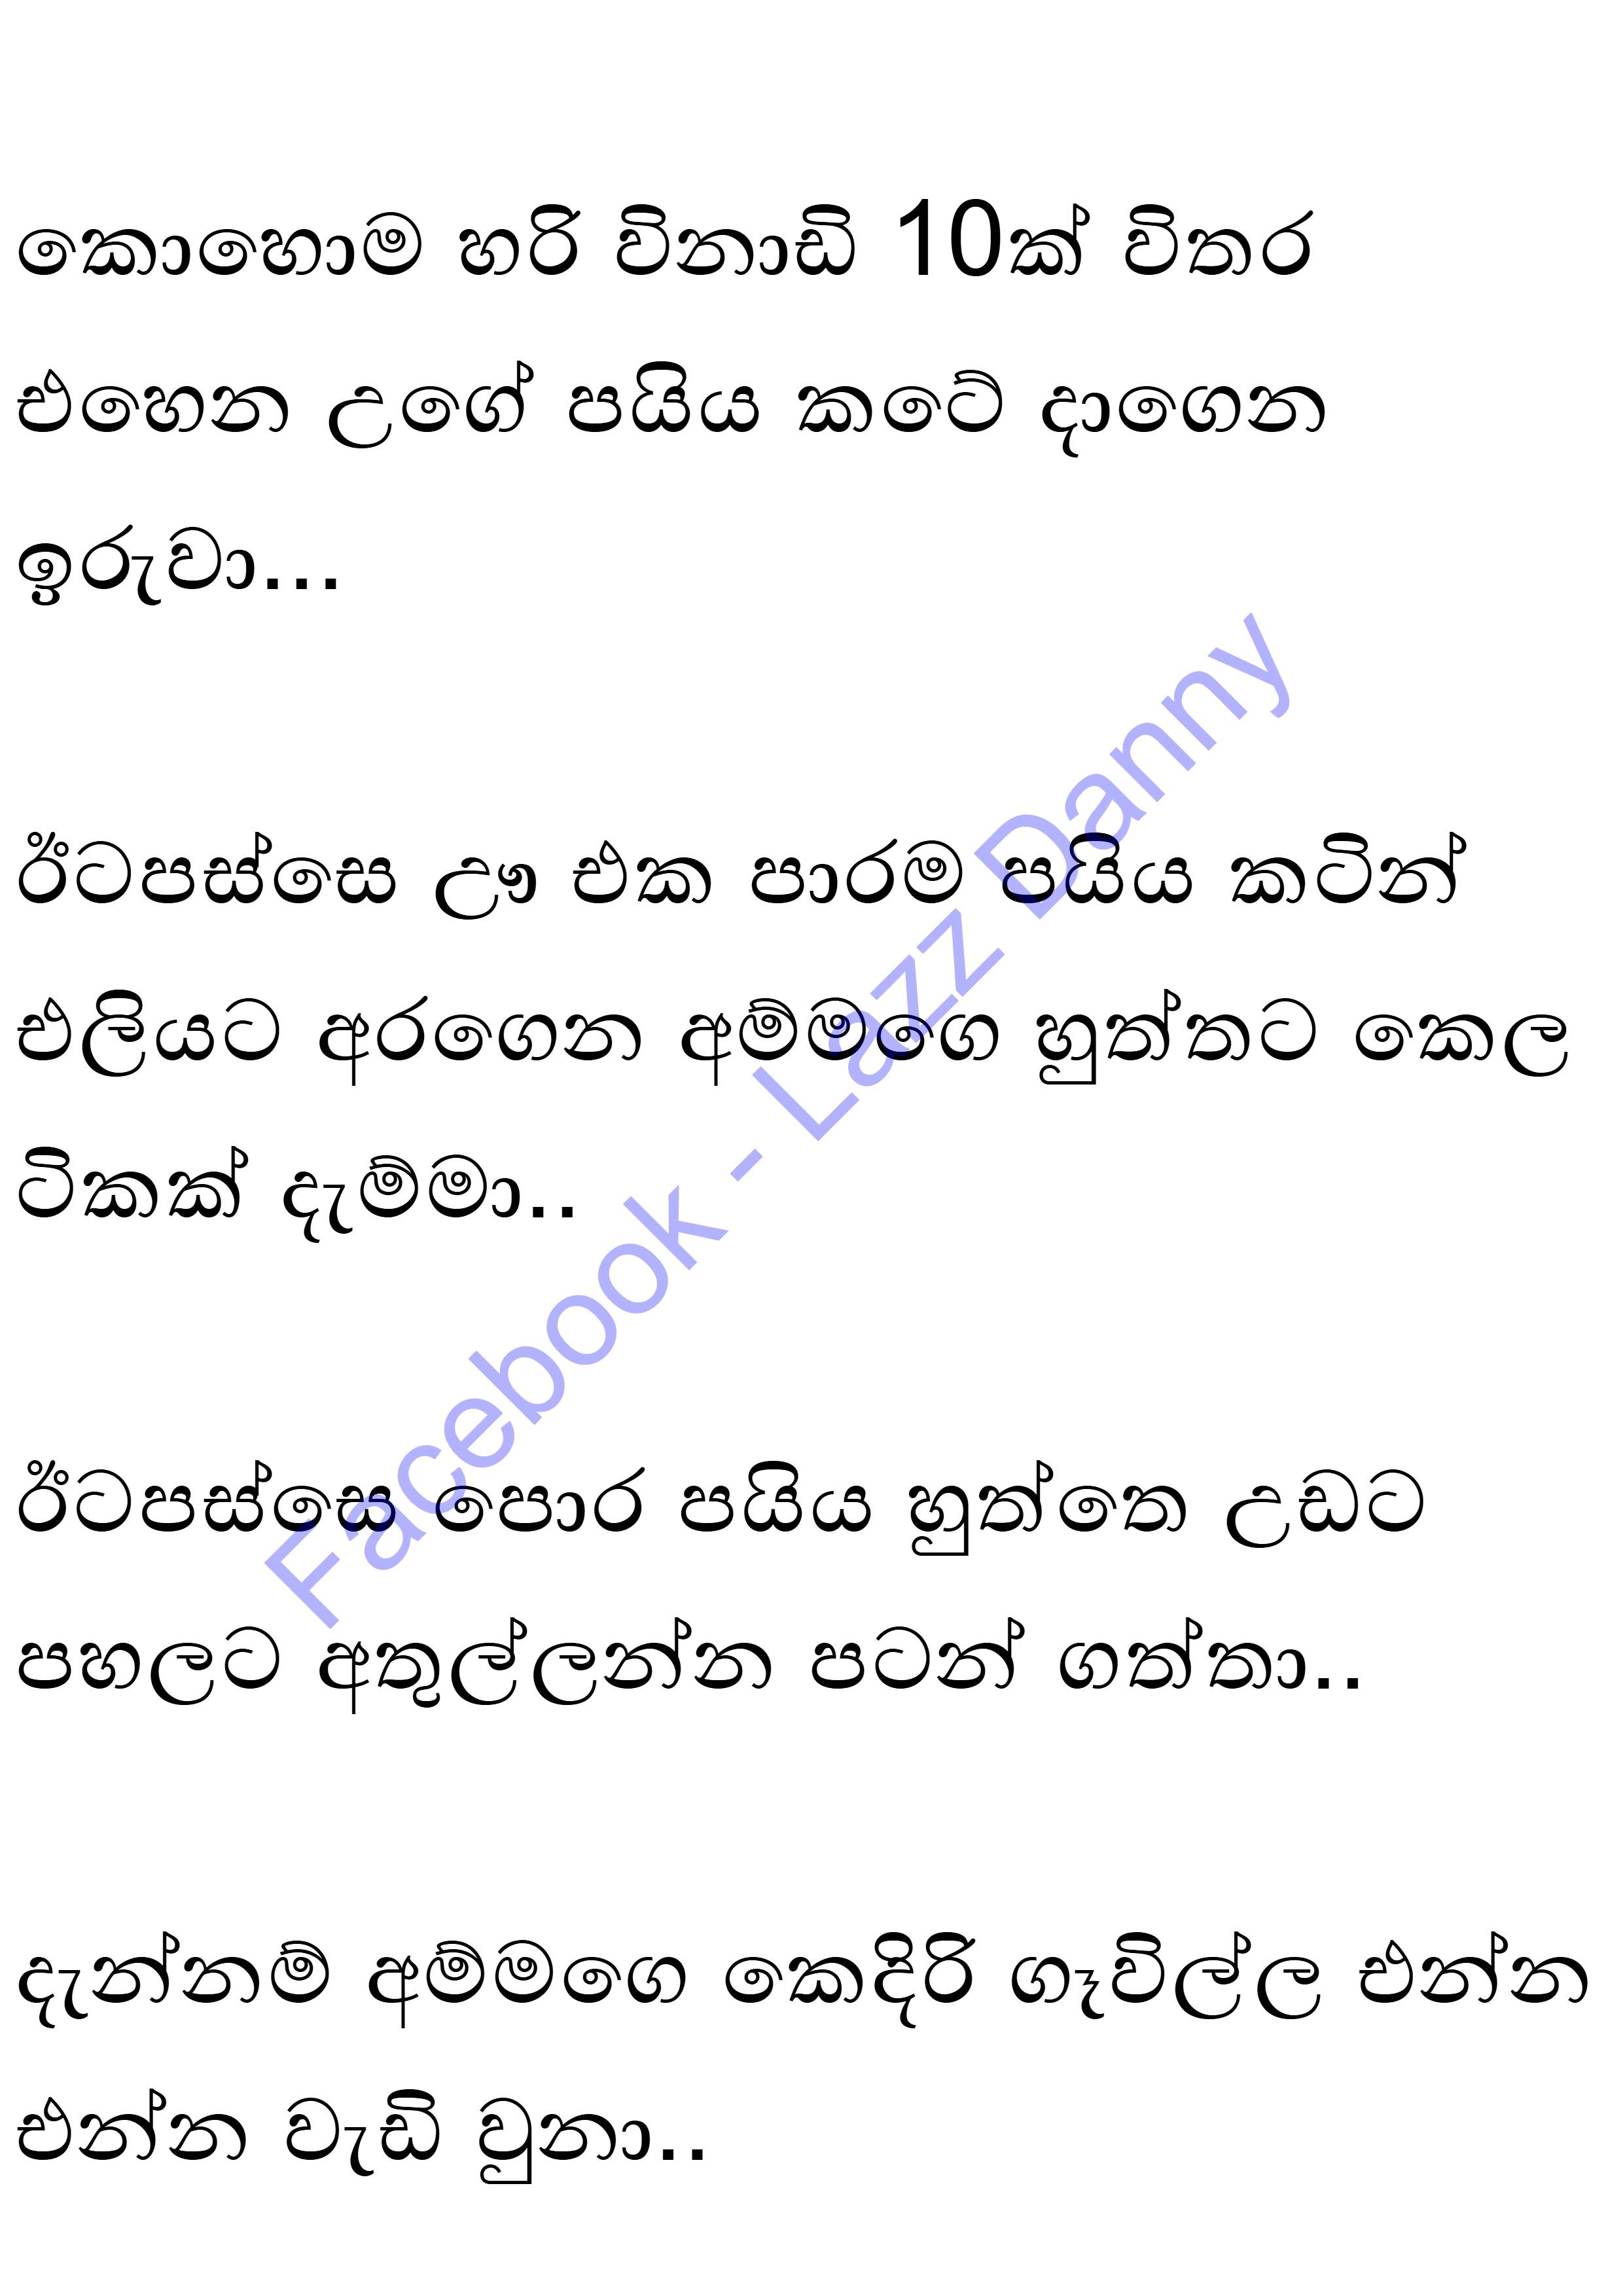 කොහොම හරි විනාඩි 10ක් විතර
එහෙන උගේ පයිය කටේ දාගෙන
ඉරුවා...
ඊටපස්සෙ ඌ එක පාරම පයිය කටින්
එලියට අරගෙන අම්මගෙ හුත්තට කෙල
ටිකක් දැම්මා..
ඊටපස්සෙ පොර පයිය හුත්තෙ උඩට
පහලට අතුල්ලන්න පටන් ගත්තා..
දැන්නම් අම්මගෙ කෙදිරි ගෑවිල්ල එන්න
එන්න වැඩි වුනා..
Facebook - Lazz Danny